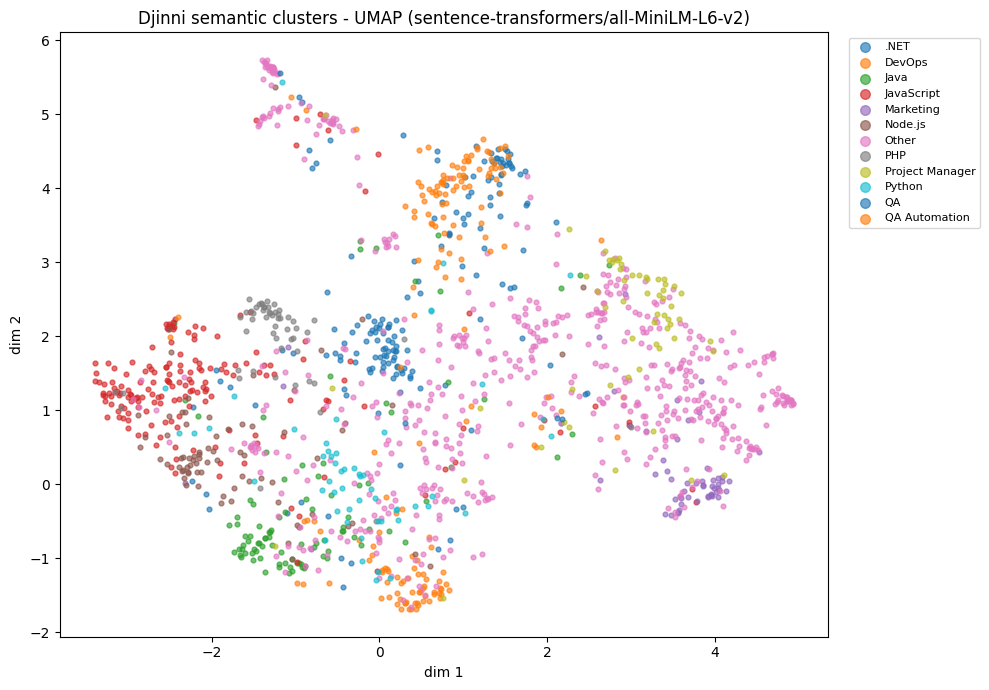 Djinni semantic clusters - UMAP (sentence-transformers/all-MiniLM-L6-v2)
6
5
4
3
2
1
0
−1
−2
dim 2
−2
0
2
4
dim 1
.NET
DevOps
Java
JavaScript
Marketing
Node.js
Other
PHP
Project Manager
Python
QA
QA Automation